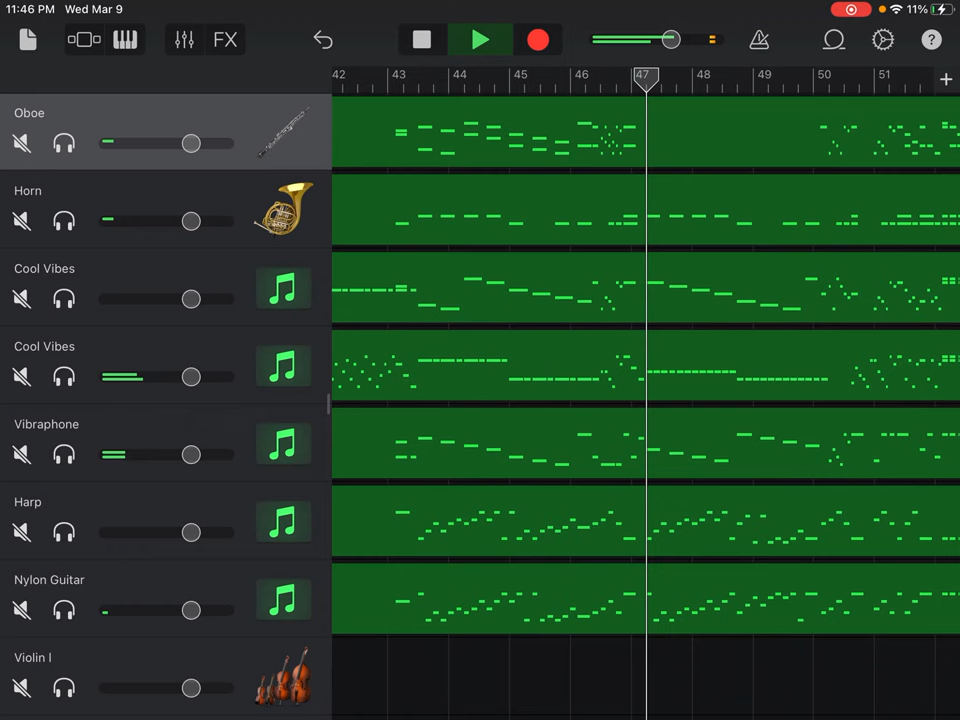 11:46 PM Wed Mar 9
11%
FX
?
42 43 44 45 46 47 48 49 50 51 +
Oboe
Horn
Cool Vibes
Cool Vibes
Vibraphone
Harp
Nylon Guitar
Violin I